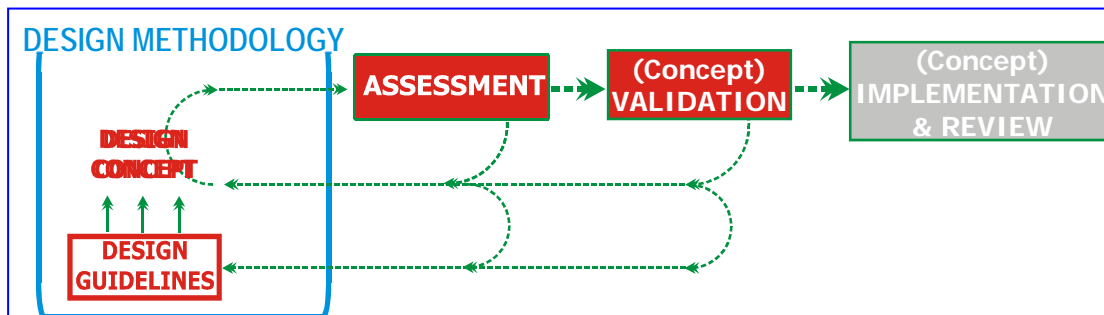 DESIGN METHODOLOGY
ASSESSMENT
(Concept)
VALIDATION
(Concept)
IMPLEMENTATION
& REVIEW
DESIGN
CONCEPT
DESIGN
GUIDELINES